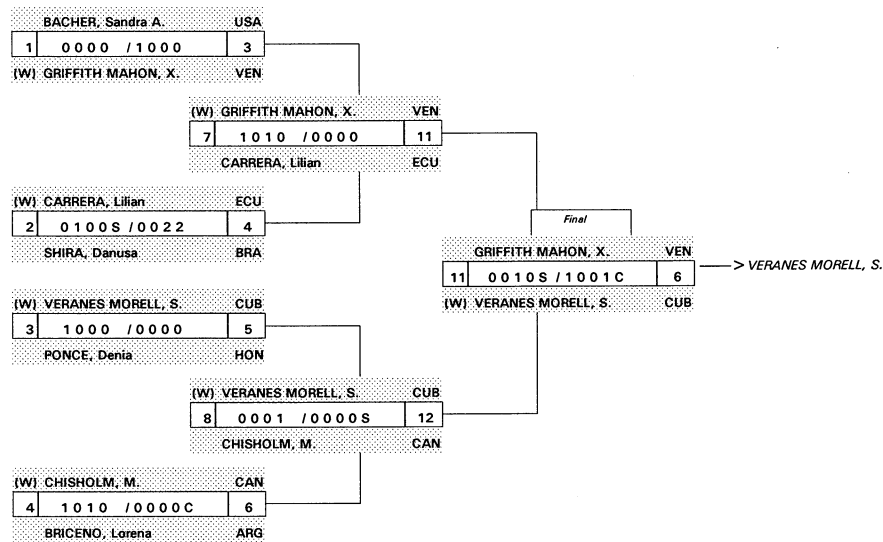 BACHER, Sandra A. USA
1 0000 /1000 3
(W) GRIFFITH MAHON, X. VEN
(W) GRIFFITH MAHON, X. VEN
7 1010 /0000 11
CARRERA, Lilian ECU
(W) CARRERA, Lilian ECU
2 0100S /0022 4
SHIRA, Danusa BRA
Final
GRIFFITH MAHON, X. VEN
11 0010S /1001C 6
(W) VERANES MORELL, S. CUB
> VERANES MORELL, S.
(W) VERANES MORELL, S. CUB
3 1000 /0000 5
PONCE, Denia HON
(W) VERANES MORELL, S. CUB
8 0001 /0000S 12
CHISHOLM, M. CAN
(W) CHISHOLM, M. CAN
4 1010 /0000C 6
BRICENO, Lorena ARG